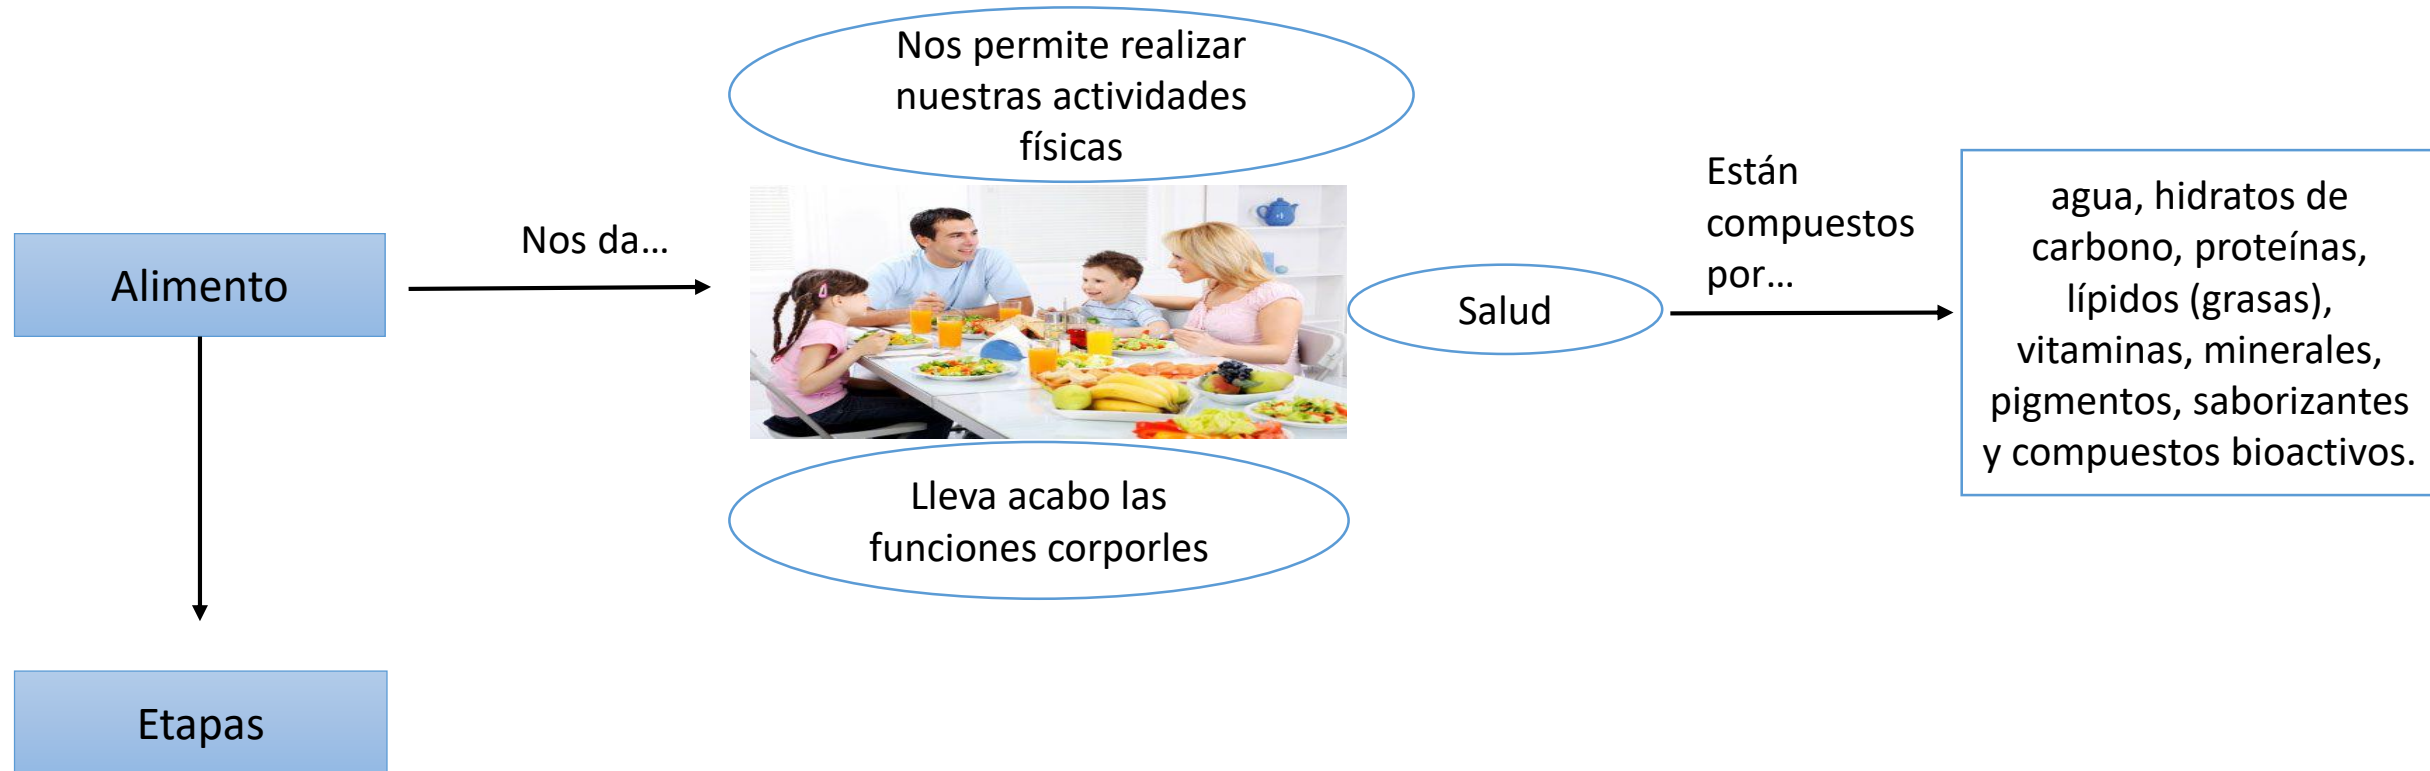 Nos permite realizar
nuestras actividades
físicas
Alimento
Nos da...
Salud
Están
compuestos
por...
agua, hidratos de
carbono, proteínas,
lípidos (grasas),
vitaminas, minerales,
pigmentos, saborizantes
y compuestos bioactivos.
Lleva acabo las
funciones corporles
Etapas